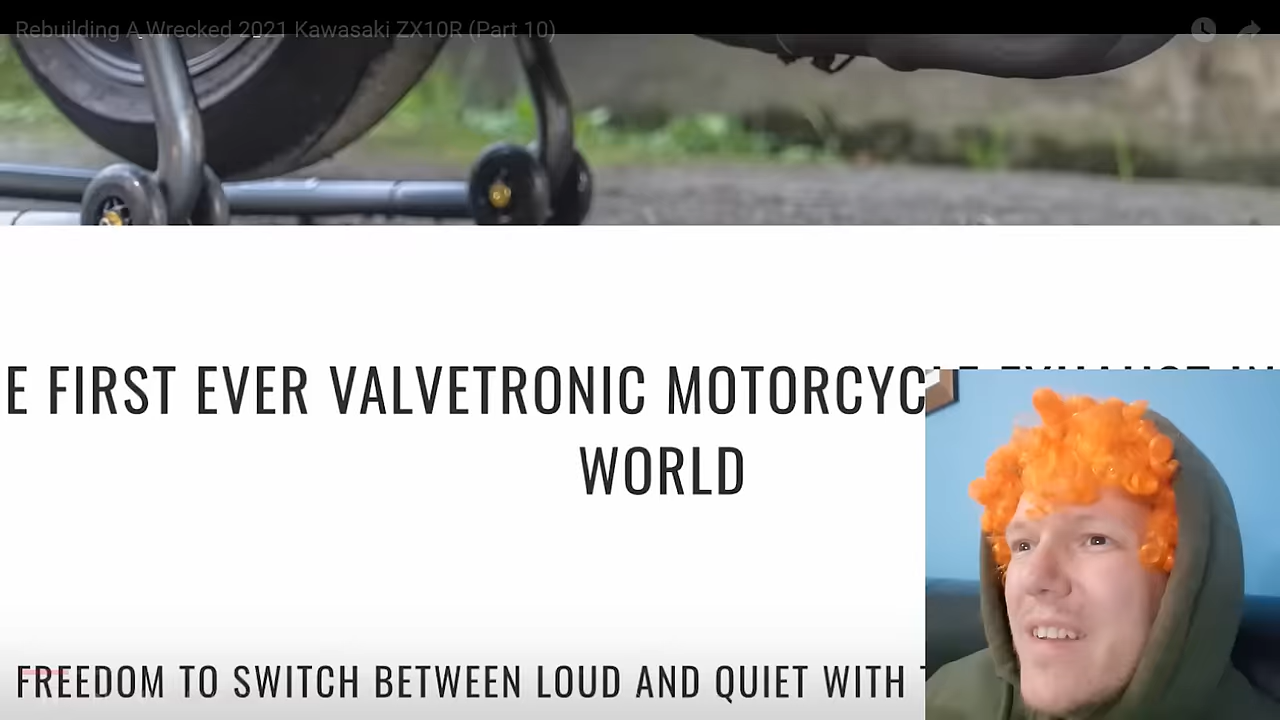 Rebuilding A Wrecked 2021 Kawasaki ZX10R (Part 10)
E FIRST EVER VALVETRONIC MOTORCYC
WORLD
FREEDOM TO SWITCH BETWEEN LOUD AND QUIET WITH